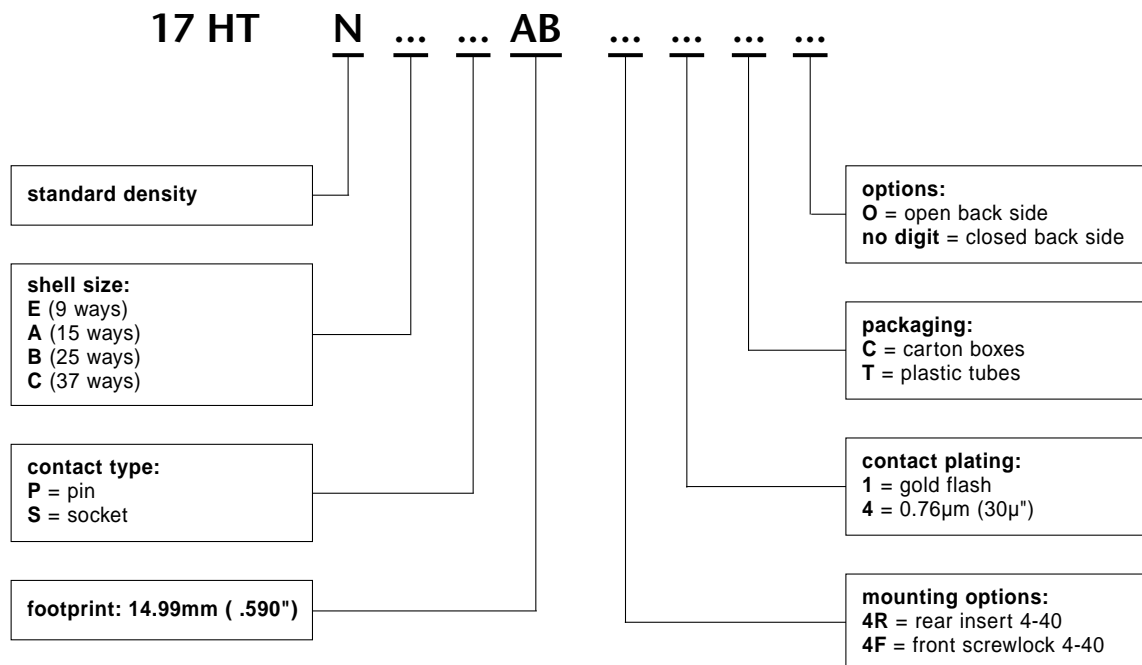 17 HT N ... ... AB ... ... ... ...
standard density
shell size:
E (9 ways)
A (15 ways)
B (25 ways)
C (37 ways)
contact type:
P = pin
S = socket
footprint: 14.99mm ( .590")
options:
O = open back side
no digit = closed back side
packaging:
C = carton boxes
T = plastic tubes
contact plating:
1 = gold flash
4 = 0.76µm (30µ")
mounting options:
4R = rear insert 4-40
4F = front screwlock 4-40